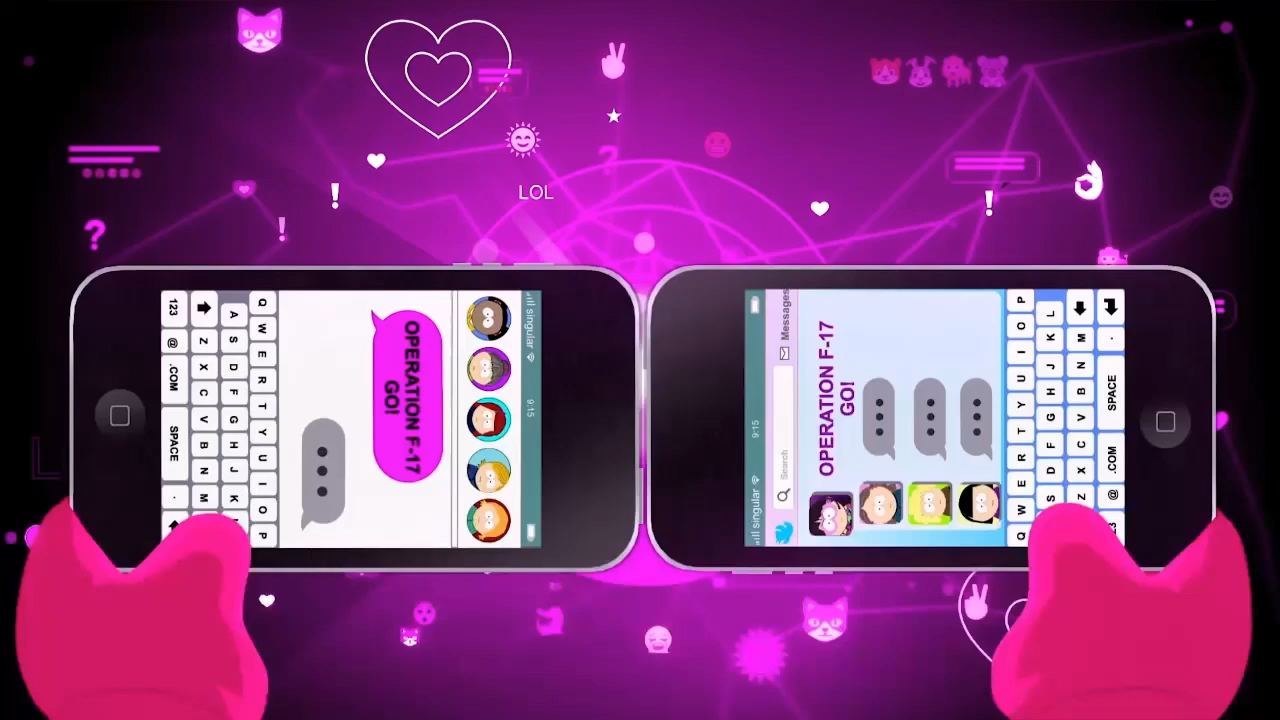 LOL
OPERATION F-17
GO!
singular
9:15
123
@
.COM
SPACE
.
Z X C V B N M
A S D F G H J K
Q W E R T Y U I O P
OPERATION F-17
GO!
singular
9:15
Messages
Search
Q W E R T Y U I O P
S D F G H J K L
Z X C V B N M
@
.COM
SPACE
.
?
!
!
?
!